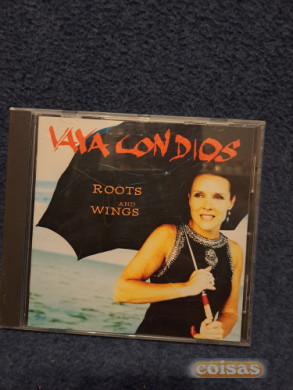 VAYA CON DIOS
ROOTS
AND
WINGS
coisas